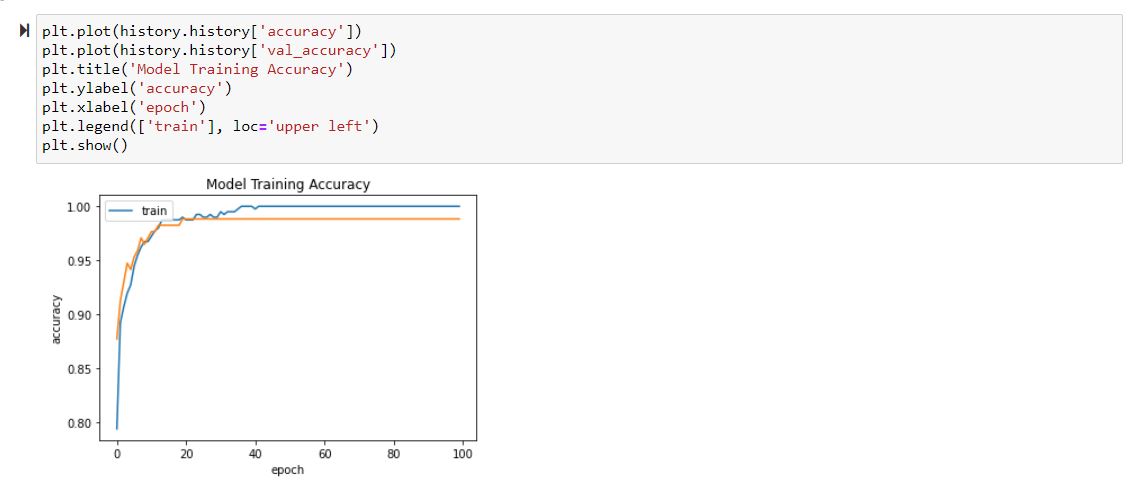 plt.plot(history.history['accuracy'])
plt.plot(history.history['val_accuracy'])
plt.title('Model Training Accuracy')
plt.ylabel('accuracy')
plt.xlabel('epoch')
plt.legend(['train'], loc='upper left')
plt.show()
Model Training Accuracy
train
1.00
0.95
0.90
0.85
0.80
accuracy
0 20 40 60 80 100
epoch